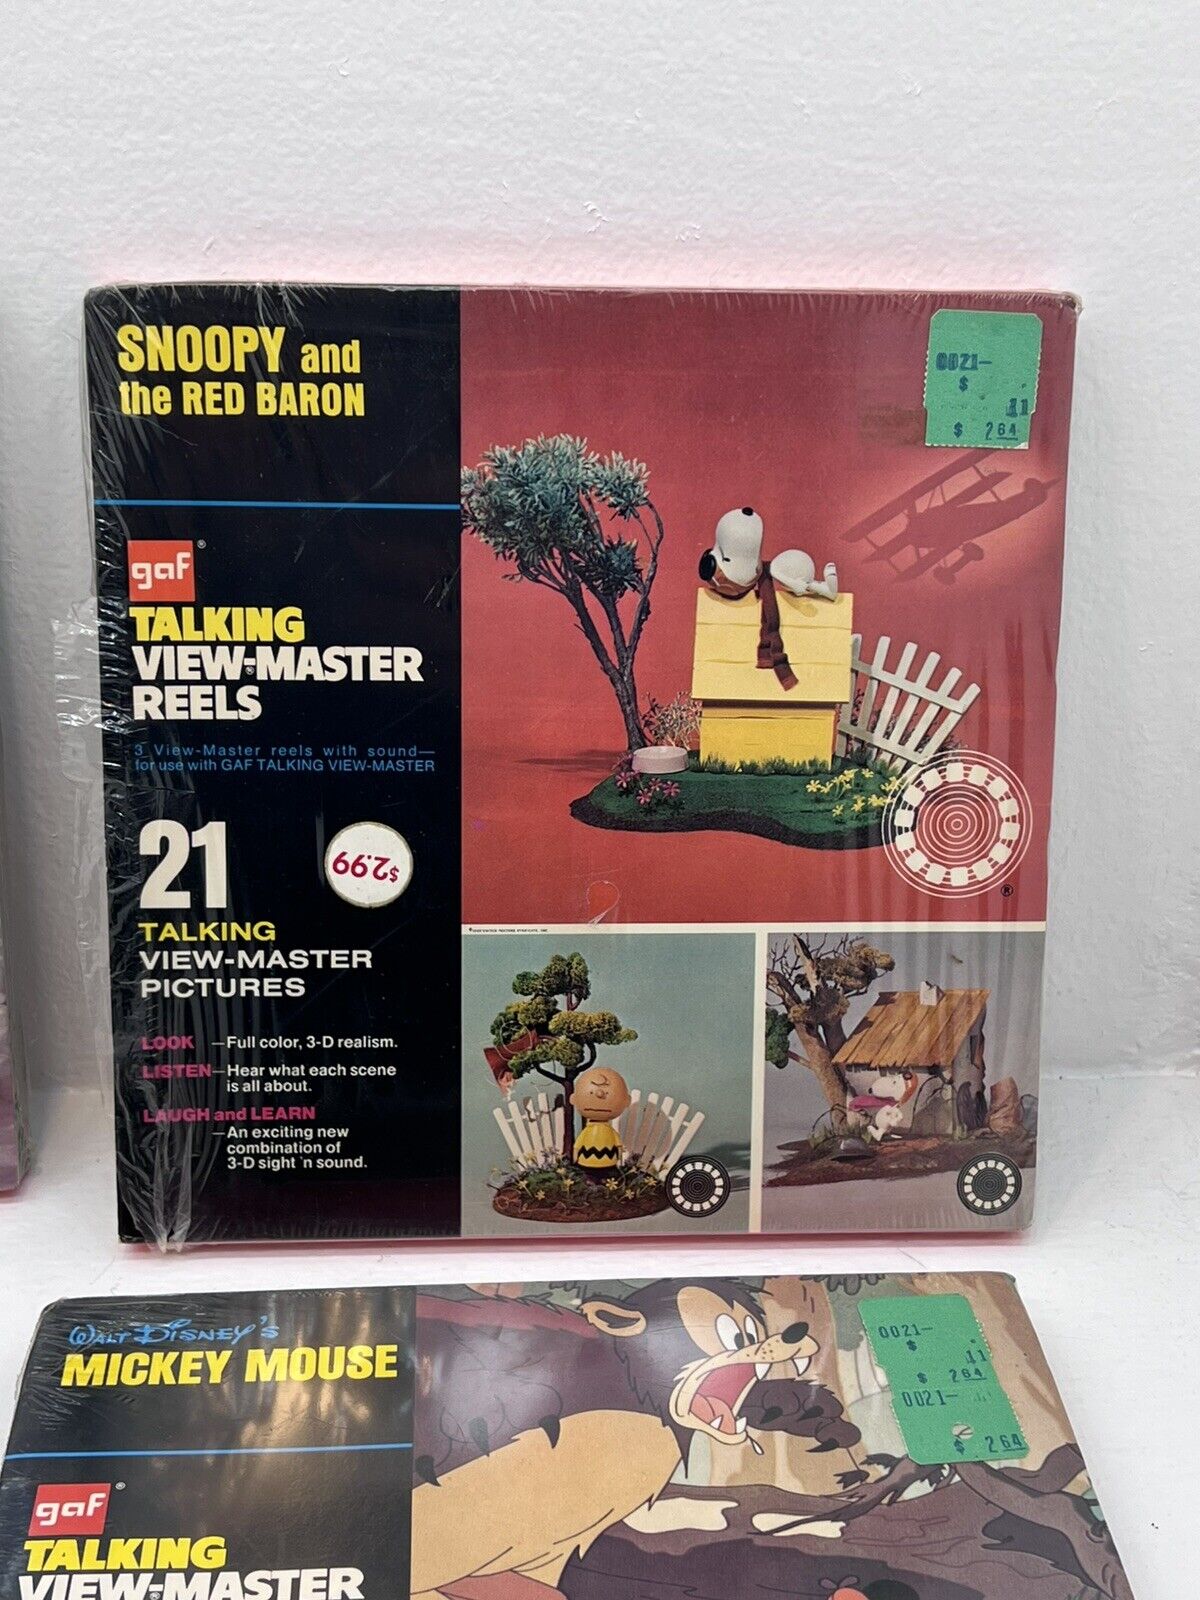 SNOOPY and
the RED BARON
gaf®
TALKING
VIEW-MASTER®
REELS
3 View-Master reels with sound—
for use with GAF TALKING VIEW-MASTER
21
$2.99
TALKING
VIEW-MASTER
PICTURES
LOOK —Full color, 3-D realism.
LISTEN—Hear what each scene
is all about.
LAUGH and LEARN
—An exciting new
combination of
3-D sight 'n sound.
0021—
$
.11
$ 264
®
WALT DISNEY'S
MICKEY MOUSE
gaf®
TALKING
VIEW-MASTER
0021—
$
.11
$ 264
0021—
$ 264